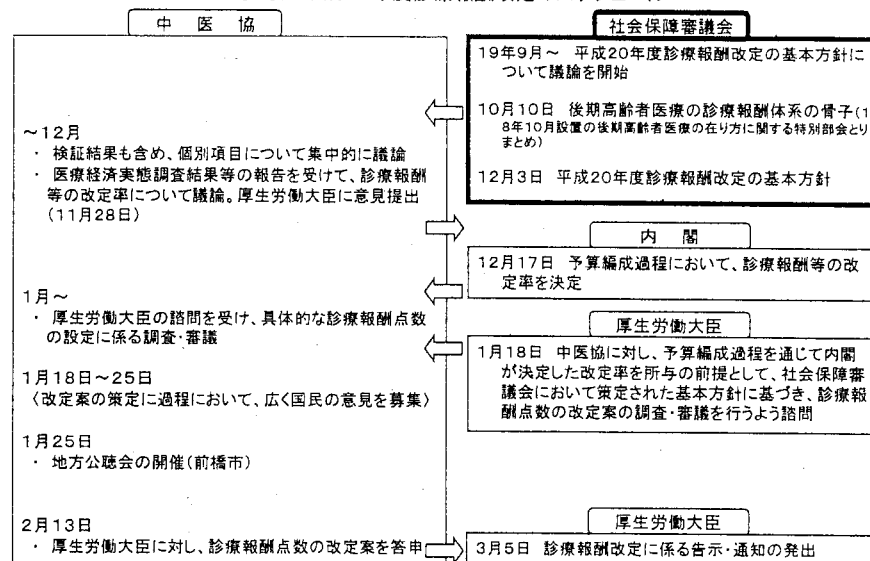 中医協
~12月
・ 検証結果も含め、個別項目について集中的に議論
・ 医療経済実態調査結果等の報告を受けて、診療報酬
等の改定率について議論。厚生労働大臣に意見提出
(11月28日)
1月~
・ 厚生労働大臣の諮問を受け、具体的な診療報酬点数
の設定に係る調査・審議
1月18日~25日
〈改定案の策定に過程において、広く国民の意見を募集〉
1月25日
・ 地方公聴会の開催(前橋市)
2月13日
・ 厚生労働大臣に対し、診療報酬点数の改定案を答申
社会保障審議会
19年9月~ 平成20年度診療報酬改定の基本方針に
ついて議論を開始
10月10日 後期高齢者医療の診療報酬体系の骨子(1
8年10月設置の後期高齢者医療の在り方に関する特別部会とり
まとめ)
12月3日 平成20年度診療報酬改定の基本方針
内閣
12月17日 予算編成過程において、診療報酬等の改
定率を決定
厚生労働大臣
1月18日 中医協に対し、予算編成過程を通じて内閣
が決定した改定率を所与の前提として、社会保障審
議会において策定された基本方針に基づき、診療報
酬点数の改定案の調査・審議を行うよう諮問
厚生労働大臣
3月5日 診療報酬改定に係る告示・通知の発出